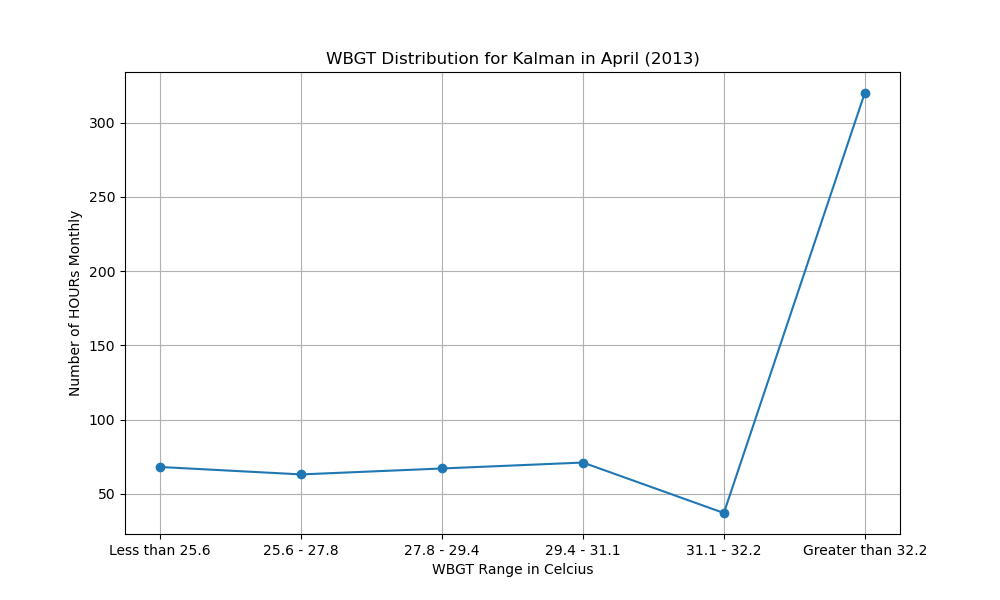 WBGT Distribution for Kalman in April (2013)
Number of HOURs Monthly
300
250
200
150
100
50
Less than 25.6
25.6 - 27.8
27.8 - 29.4
29.4 - 31.1
31.1 - 32.2
Greater than 32.2
WBGT Range in Celcius